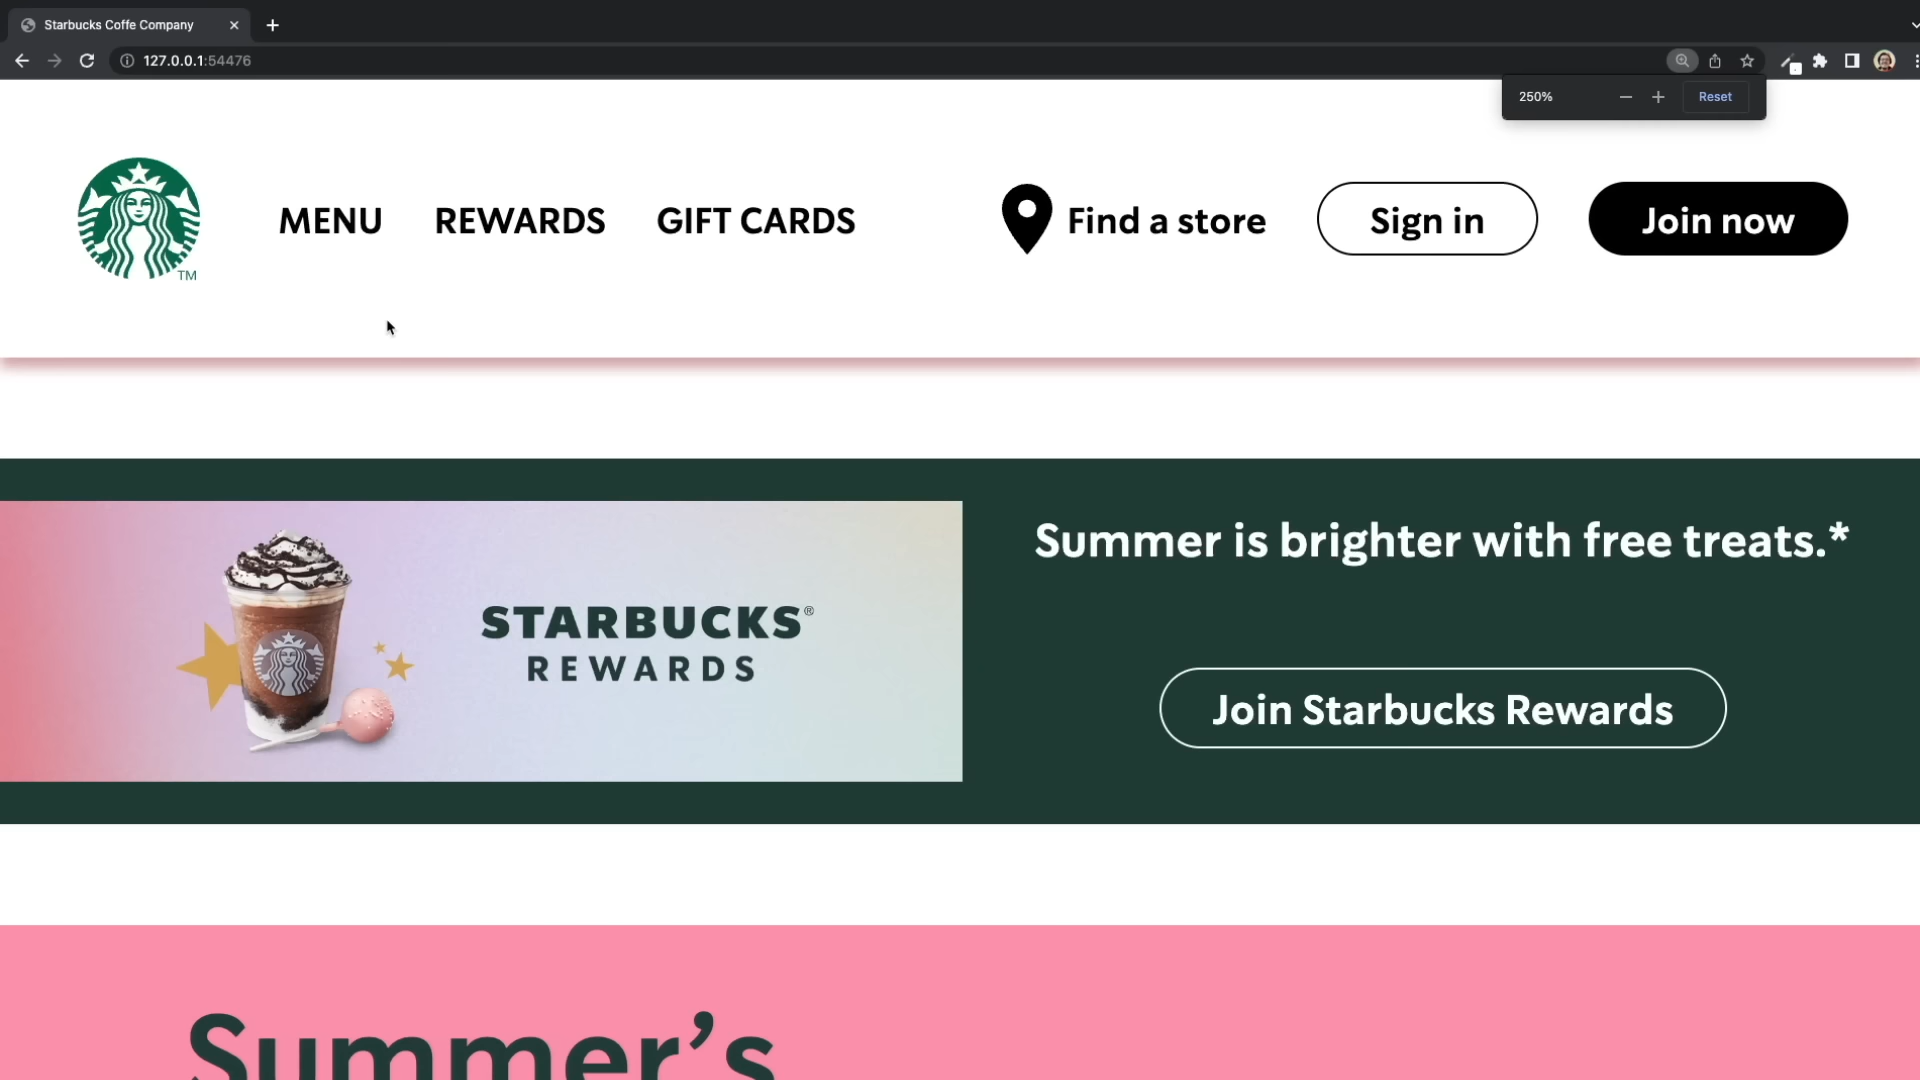 Starbucks Coffe Company
127.0.0.1:54476
250%
Reset
TM
MENU
REWARDS
GIFT CARDS
Find a store
Sign in
Join now
STARBUCKS®
REWARDS
Summer is brighter with free treats.*
Join Starbucks Rewards
Summer’s